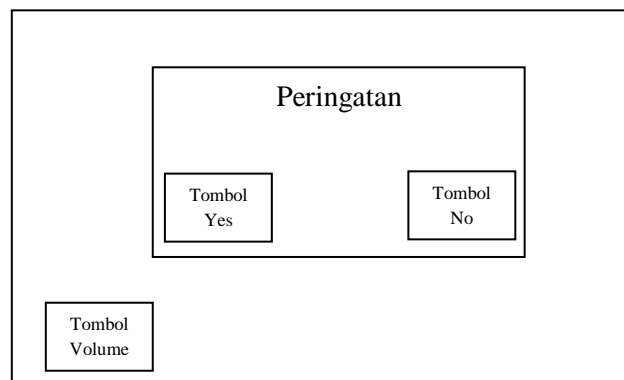 Peringatan
Tombol
Yes
Tombol
No
Tombol
Volume